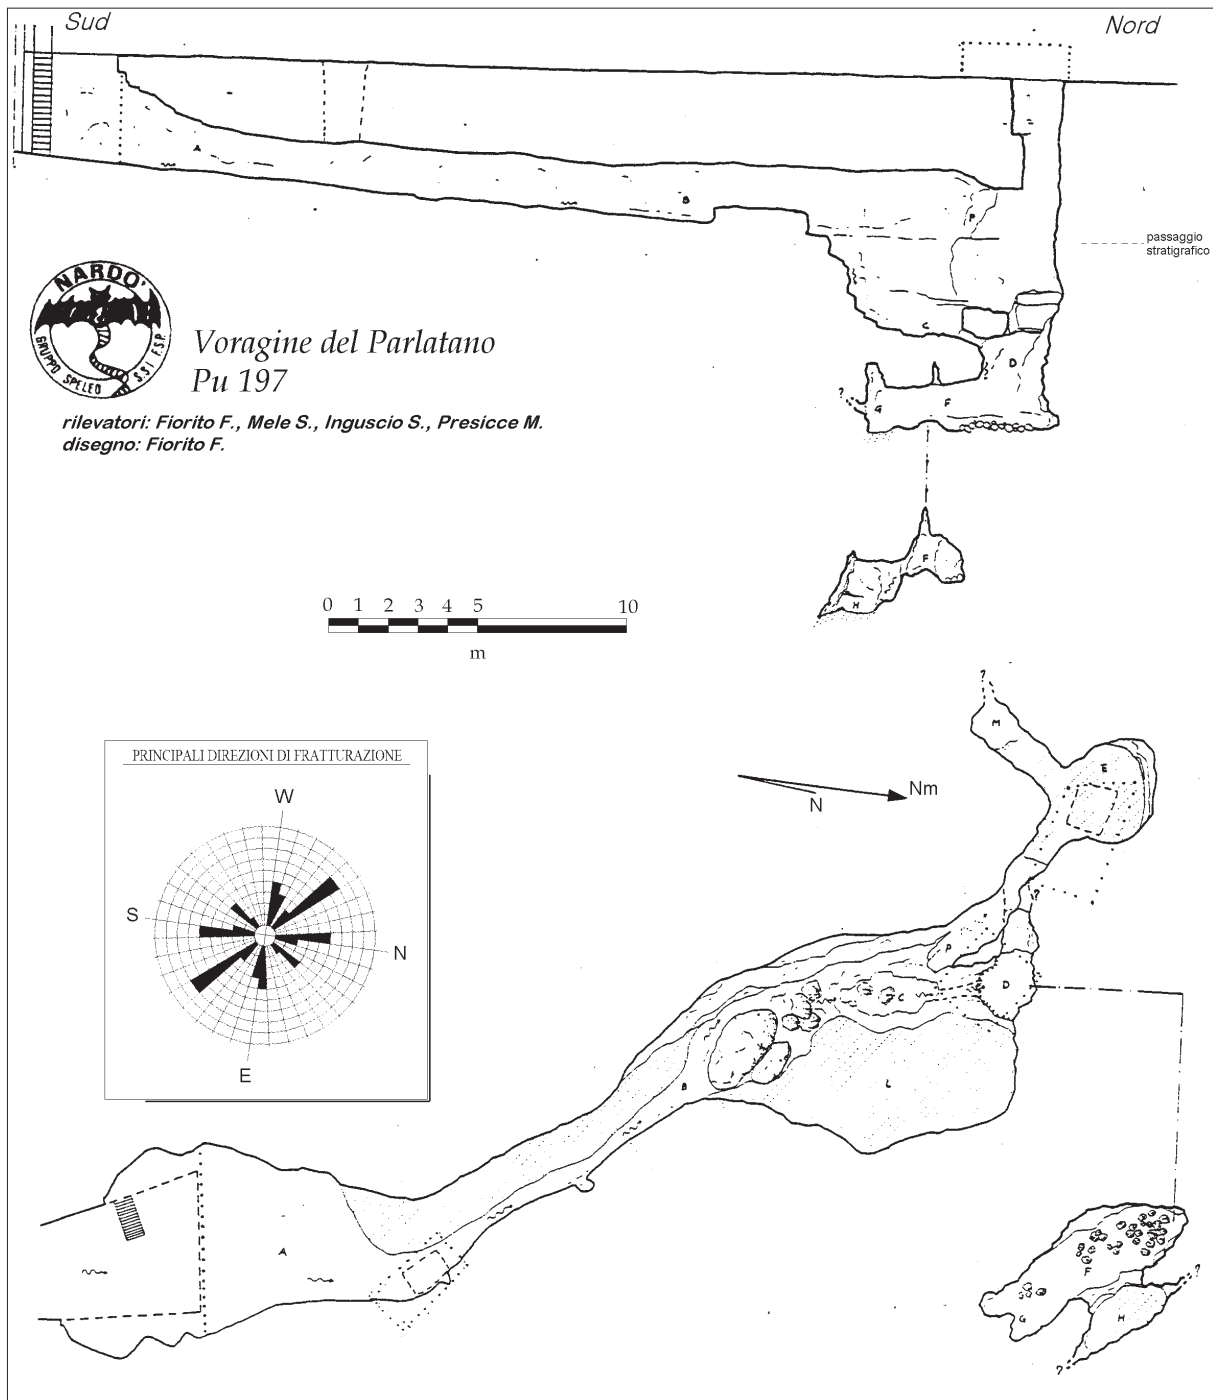 Sud
Nord
A
B
P
passaggio
stratigrafico
C
D
?
?
G
F
NARDO'
GRUPPO SPELEO S.S.I F.S.P.
Voragine del Parlatano
Pu 197
rilevatori: Fiorito F., Mele S., Inguscio S., Presicce M.
disegno: Fiorito F.
F
H
0 1 2 3 4 5 10
m
?
M
E
PRINCIPALI DIREZIONI DI FRATTURAZIONE
W
S
N
E
Nm
N
?
P
D
C
B
L
A
F
G
H
?
?